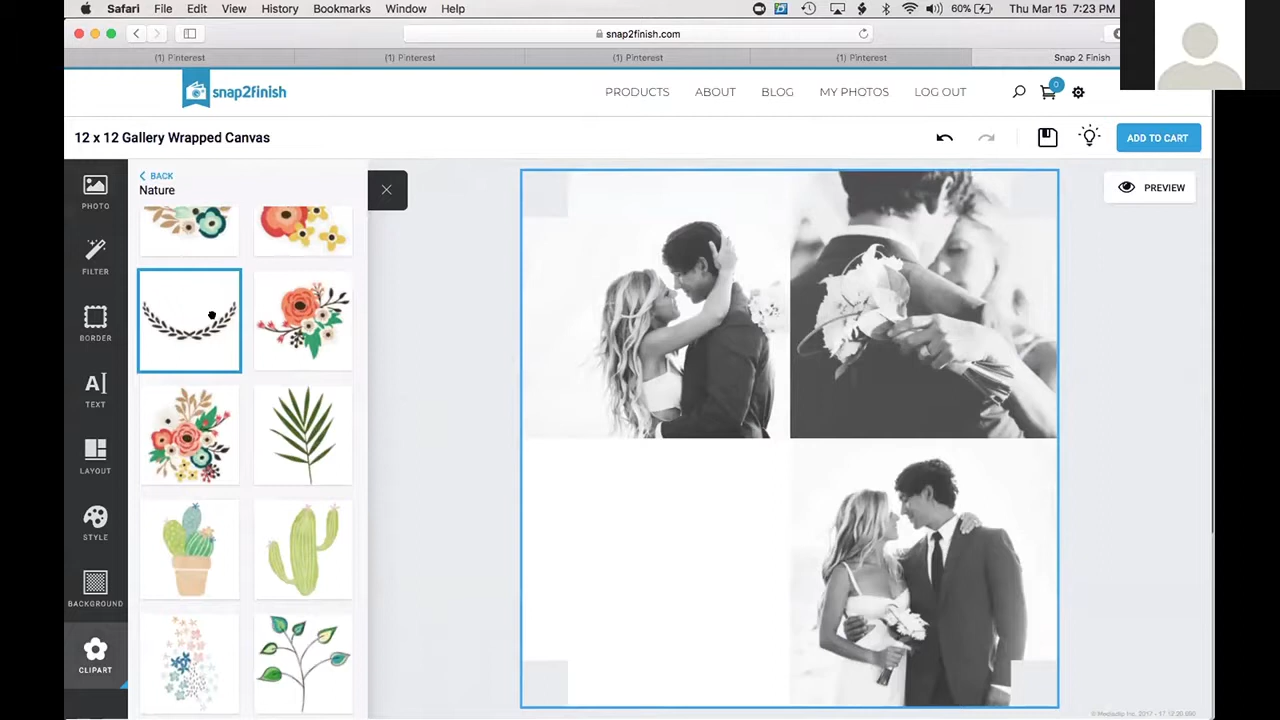 Safari File Edit View History Bookmarks Window Help 60% Thu Mar 15 7:23 PM
snap2finish.com
(1) Pinterest (1) Pinterest (1) Pinterest (1) Pinterest Snap 2 Finish
snap2finish PRODUCTS ABOUT BLOG MY PHOTOS LOG OUT 0
12 x 12 Gallery Wrapped Canvas ADD TO CART
BACK
Nature
PREVIEW
PHOTO
FILTER
BORDER
TEXT
LAYOUT
STYLE
BACKGROUND
CLIPART